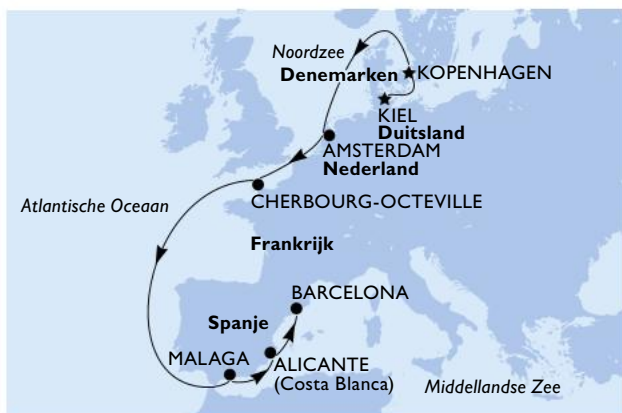 Noordzee
Denemarken
KOPENHAGEN
KIEL
Duitsland
AMSTERDAM
Nederland
Atlantische Oceaan
CHERBOURG-OCTEVILLE
Frankrijk
BARCELONA
Spanje
MALAGA
ALICANTE
(Costa Blanca)
Middellandse Zee